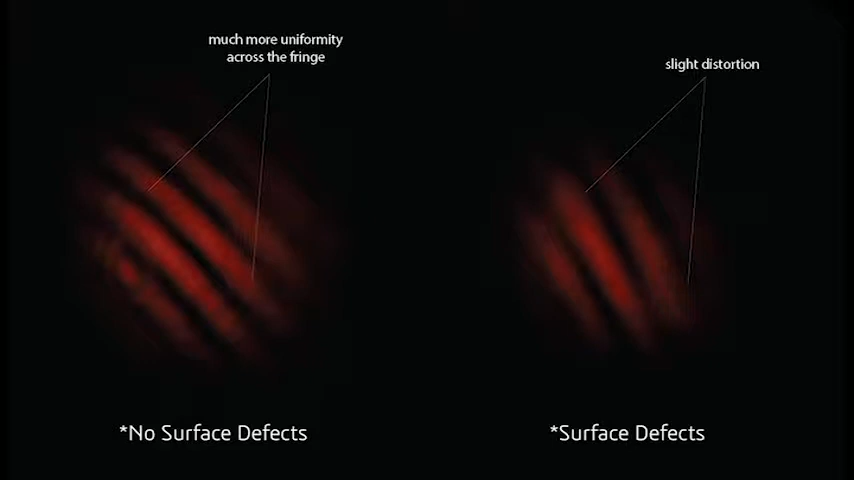 much more uniformity
across the fringe
slight distortion
*No Surface Defects
*Surface Defects